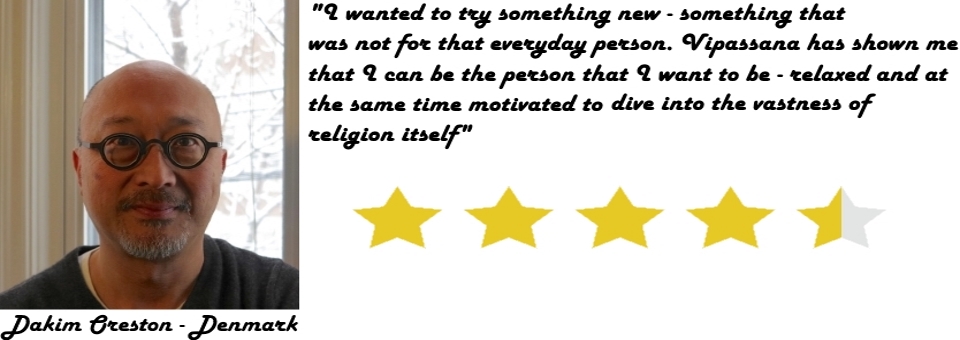 "I wanted to try something new - something that
was not for that everyday person. Vipassana has shown me
that I can be the person that I want to be - relaxed and at
the same time motivated to dive into the vastness of
religion itself"
Dakim Creston - Denmark